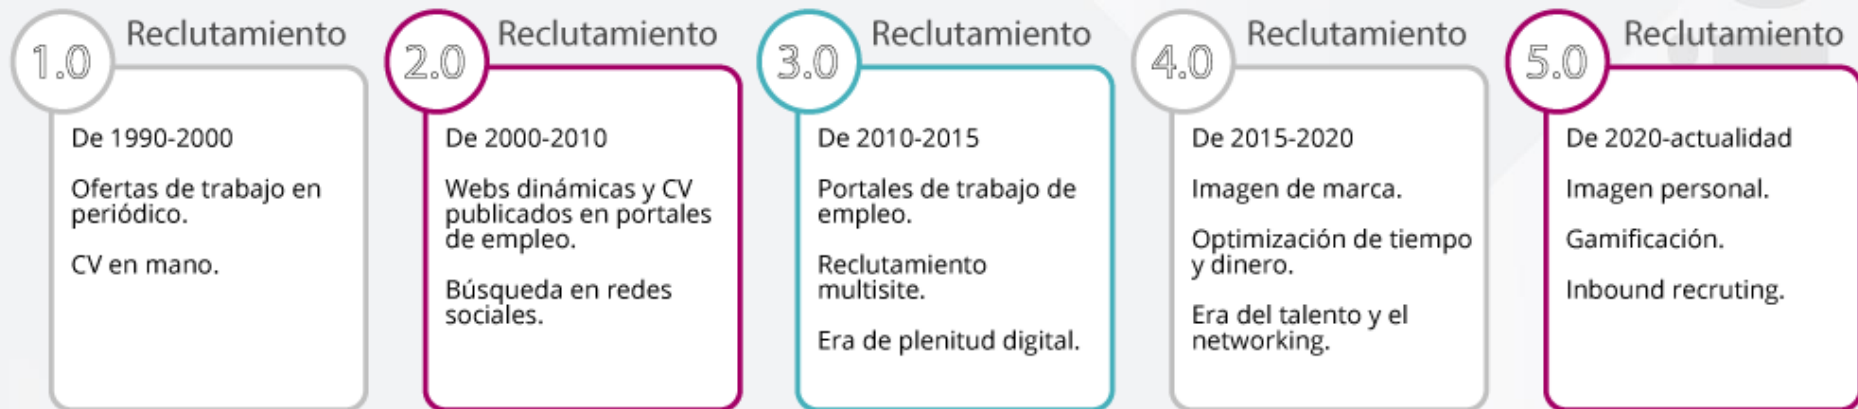 1.0
Reclutamiento
De 1990-2000
Ofertas de trabajo en
periódico.
CV en mano.
2.0
Reclutamiento
De 2000-2010
Webs dinámicas y CV
publicados en portales
de empleo.
Búsqueda en redes
sociales.
3.0
Reclutamiento
De 2010-2015
Portales de trabajo de
empleo.
Reclutamiento
multisite.
Era de plenitud digital.
4.0
Reclutamiento
De 2015-2020
Imagen de marca.
Optimización de tiempo
y dinero.
Era del talento y el
networking.
5.0
Reclutamiento
De 2020-actualidad
Imagen personal.
Gamificación.
Inbound recruting.